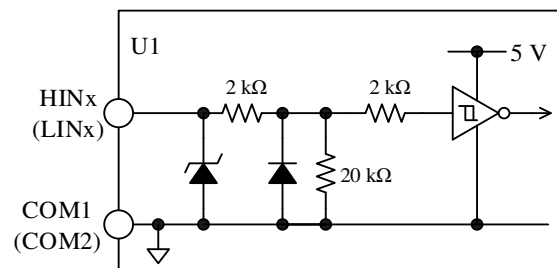 U1
5 V
2 kΩ
2 kΩ
HINx
(LINx)
20 kΩ
COM1
(COM2)